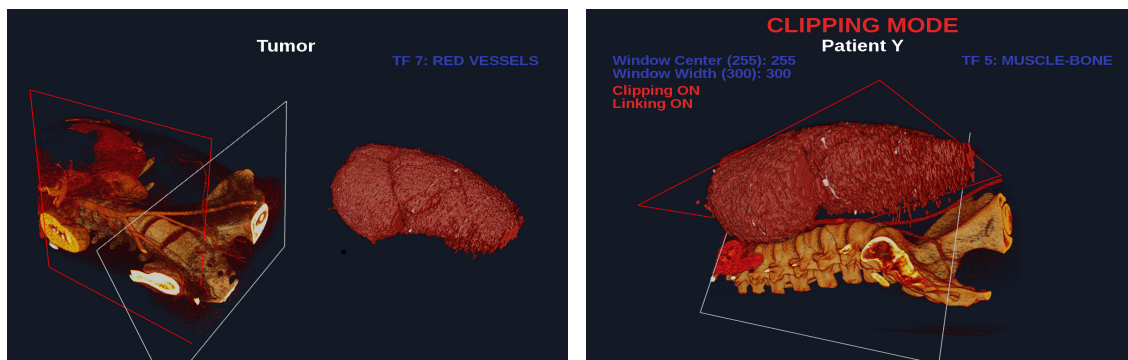 Tumor
TF 7: RED VESSELS
CLIPPING MODE
Patient Y
Window Center (255): 255
Window Width (300): 300
TF 5: MUSCLE-BONE
Clipping ON
Linking ON